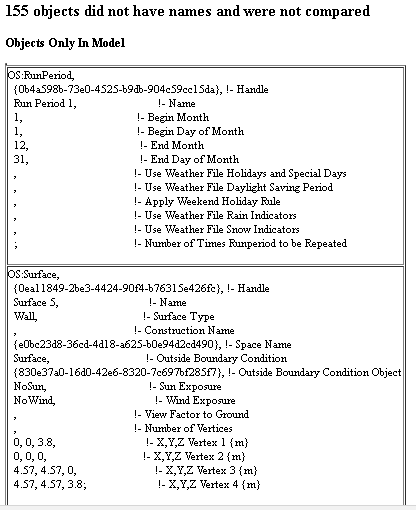 155 objects did not have names and were not compared
Objects Only In Model
OS:RunPeriod,
{0b4a598b-73e0-4525-b9db-904c59cc15da}, !- Handle
Run Period 1, !- Name
1, !- Begin Month
1, !- Begin Day of Month
12, !- End Month
31, !- End Day of Month
, !- Use Weather File Holidays and Special Days
, !- Use Weather File Daylight Saving Period
, !- Apply Weekend Holiday Rule
, !- Use Weather File Rain Indicators
, !- Use Weather File Snow Indicators
; !- Number of Times Runperiod to be Repeated
OS:Surface,
{0ea11849-2be3-4424-90f4-b76315e426fc}, !- Handle
Surface 5, !- Name
Wall, !- Surface Type
, !- Construction Name
{e0bc23d8-36cd-4d18-a625-b0e94d2cd490}, !- Space Name
Surface, !- Outside Boundary Condition
{830e37a0-16d0-42e6-8320-7c697bf285f7}, !- Outside Boundary Condition Object
NoSun, !- Sun Exposure
NoWind, !- Wind Exposure
, !- View Factor to Ground
, !- Number of Vertices
0, 0, 3.8, !- X,Y,Z Vertex 1 {m}
0, 0, 0, !- X,Y,Z Vertex 2 {m}
4.57, 4.57, 0, !- X,Y,Z Vertex 3 {m}
4.57, 4.57, 3.8; !- X,Y,Z Vertex 4 {m}